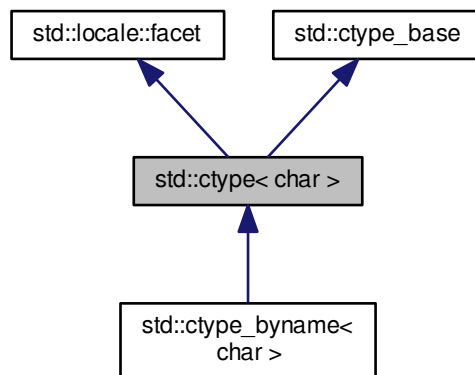 std::locale::facet
std::ctype_base
std::ctype< char >
std::ctype_byname<
char >